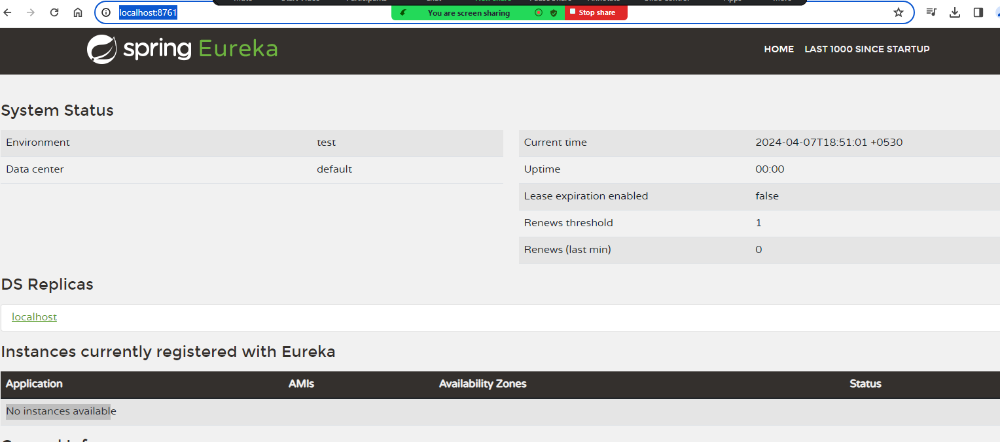 localhost:8761
You are screen sharing Stop share
spring Eureka
HOME LAST 1000 SINCE STARTUP
System Status
Environment test
Data center default
Current time 2024-04-07T18:51:01 +0530
Uptime 00:00
Lease expiration enabled false
Renews threshold 1
Renews (last min) 0
DS Replicas
localhost
Instances currently registered with Eureka
Application AMIs Availability Zones Status
No instances available